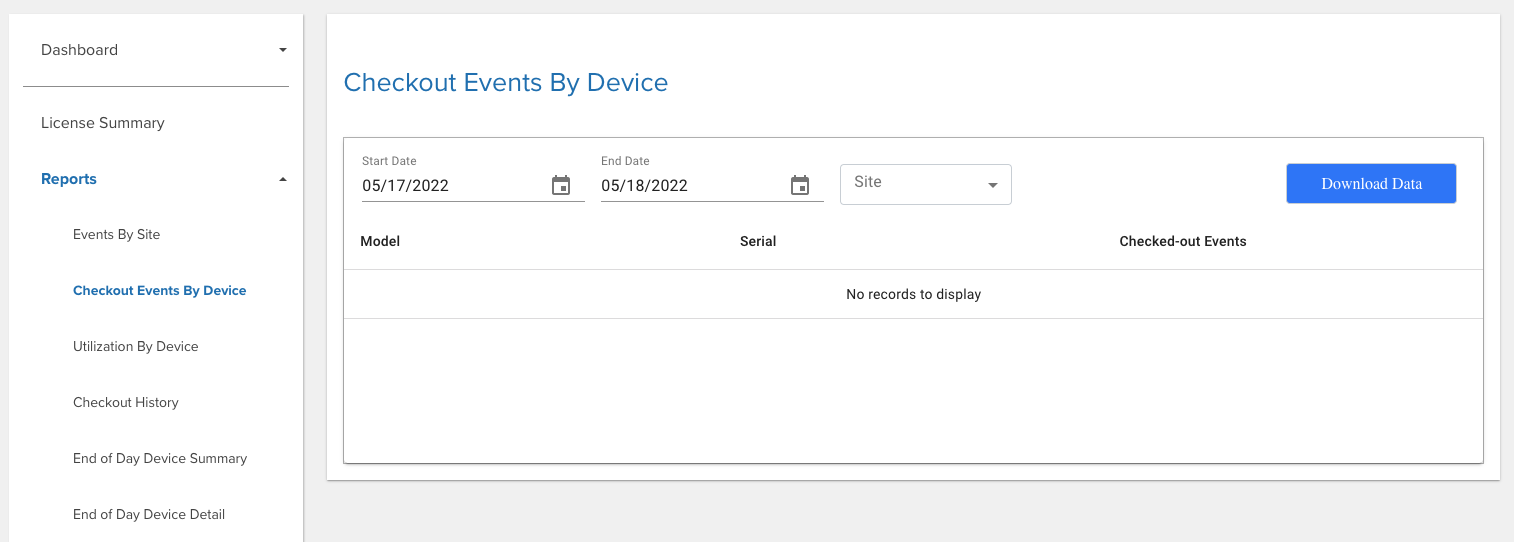 Dashboard
License Summary
Reports
Events By Site
Checkout Events By Device
Utilization By Device
Checkout History
End of Day Device Summary
End of Day Device Detail
Checkout Events By Device
Start Date
05/17/2022
End Date
05/18/2022
Site
Download Data
Model Serial Checked-out Events
No records to display